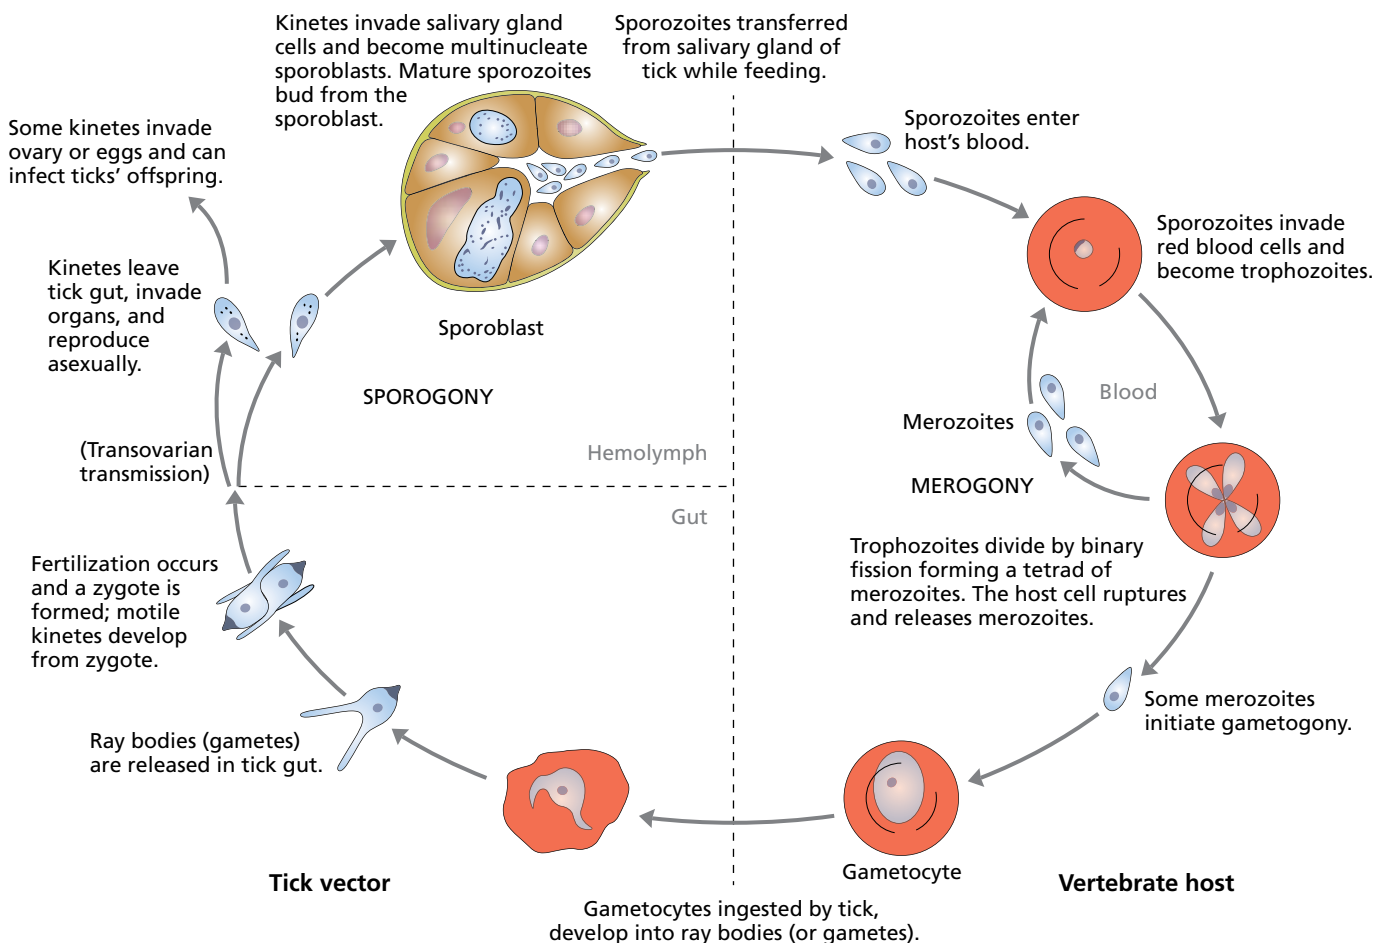 Kinetes invade salivary gland
cells and become multinucleate
sporoblasts. Mature sporozoites
bud from the
sporoblast.
Sporozoites transferred
from salivary gland of
tick while feeding.
Some kinetes invade
ovary or eggs and can
infect ticks’ offspring.
Sporozoites enter
host’s blood.
Sporozoites invade
red blood cells and
become trophozoites.
Kinetes leave
tick gut, invade
organs, and
reproduce
asexually.
Sporoblast
SPOROGONY
Blood
Merozoites
(Transovarian
transmission)
Hemolymph
MEROGONY
Gut
Trophozoites divide by binary
fission forming a tetrad of
merozoites. The host cell ruptures
and releases merozoites.
Fertilization occurs
and a zygote is
formed; motile
kinetes develop
from zygote.
Some merozoites
initiate gametogony.
Ray bodies (gametes)
are released in tick gut.
Gametocyte
Tick vector
Vertebrate host
Gametocytes ingested by tick,
develop into ray bodies (or gametes).